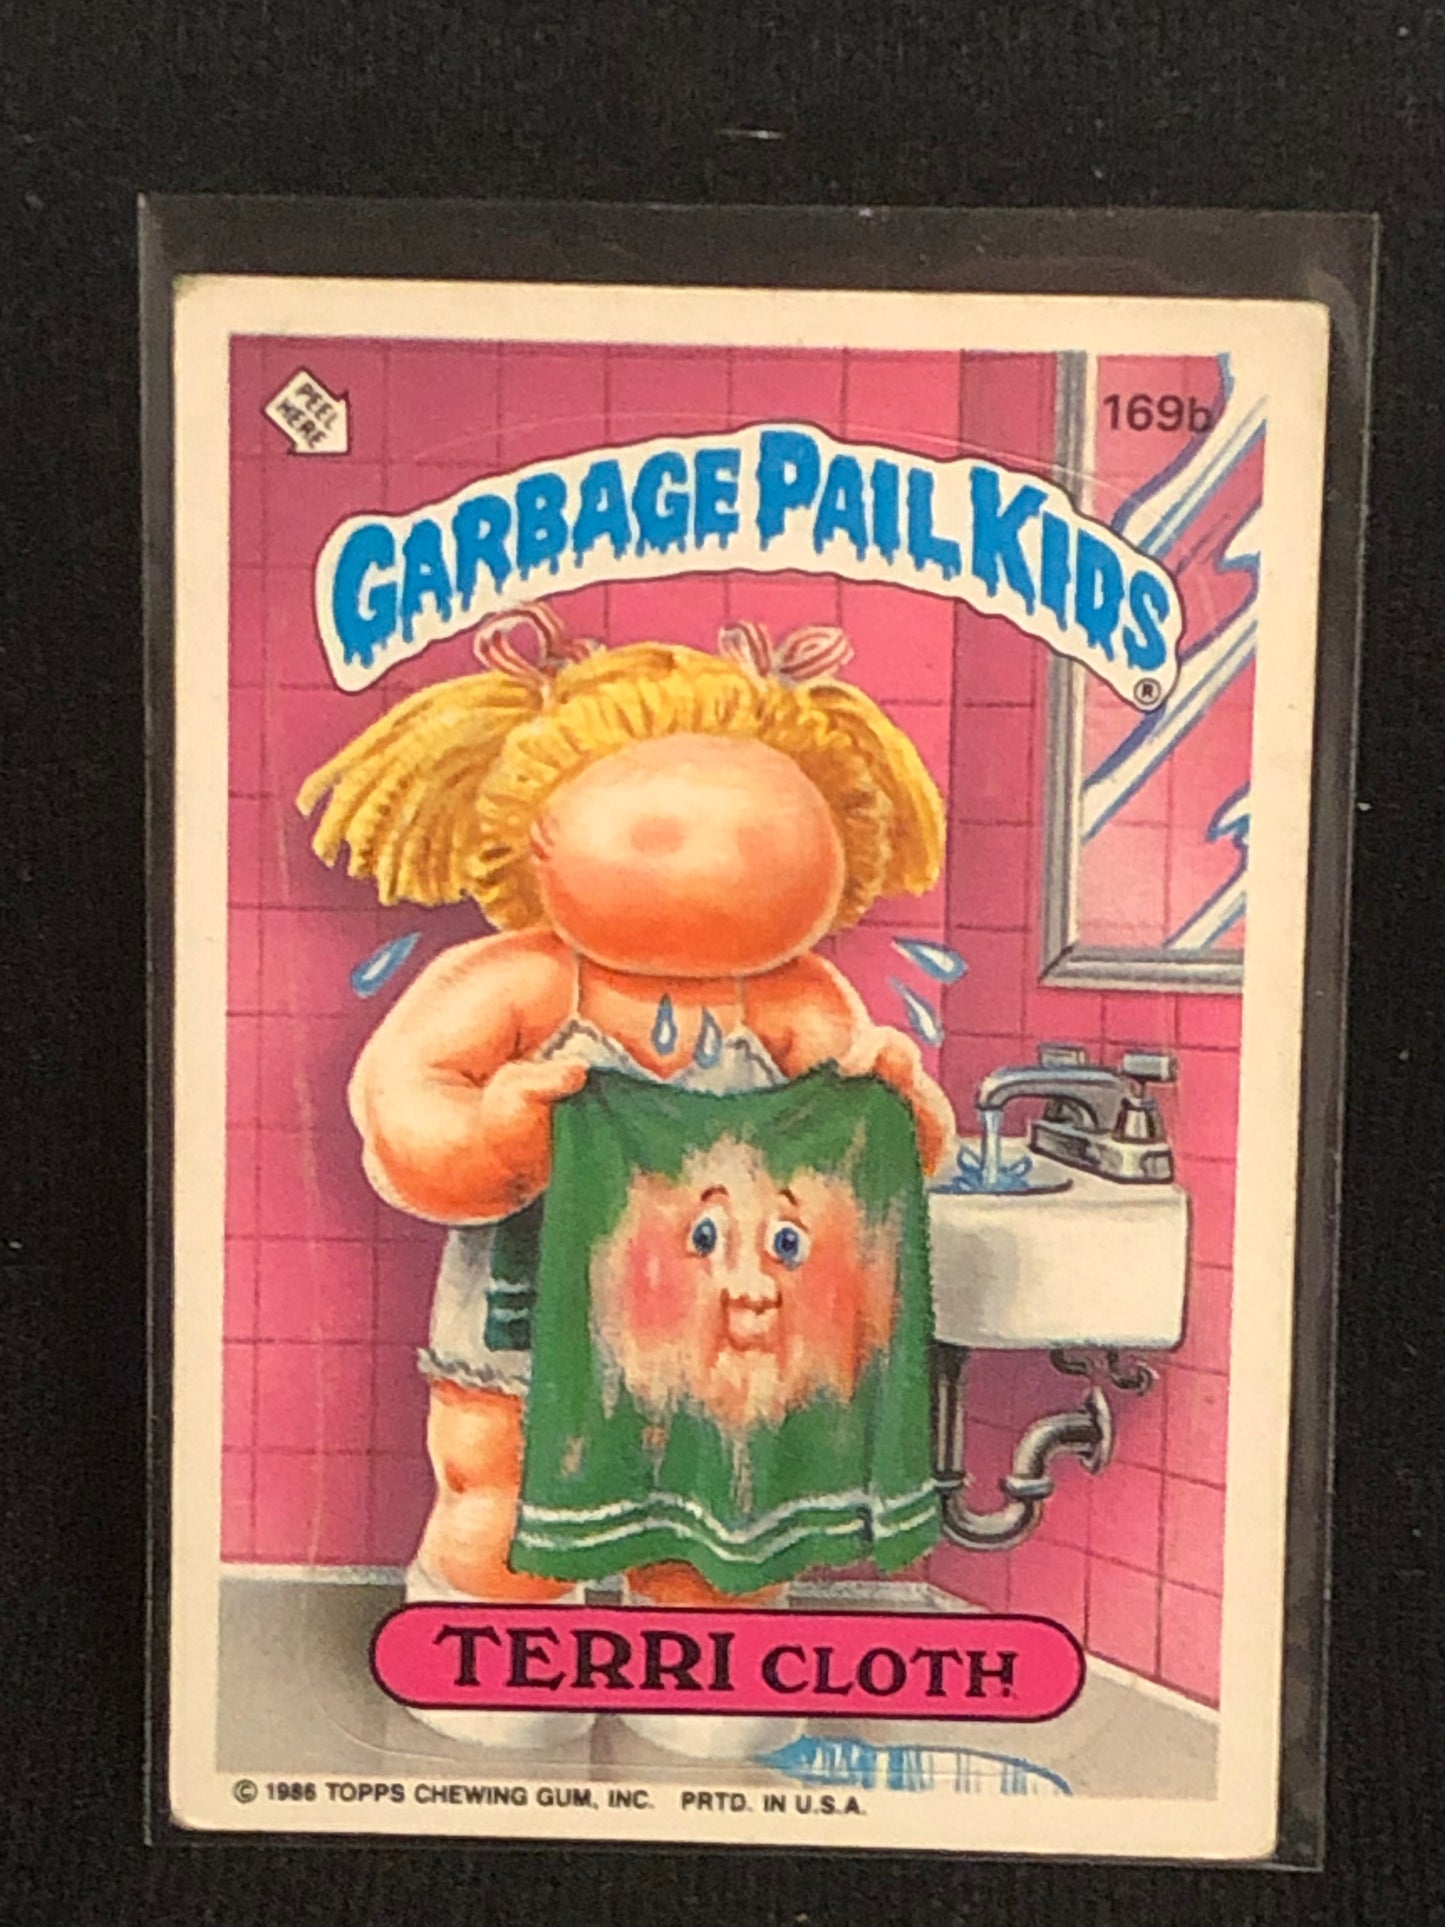 PEEL
HERE
169b
GARBAGE PAIL KIDS
®
TERRI CLOTH
© 1986 TOPPS CHEWING GUM, INC. PRTD. IN U.S.A.